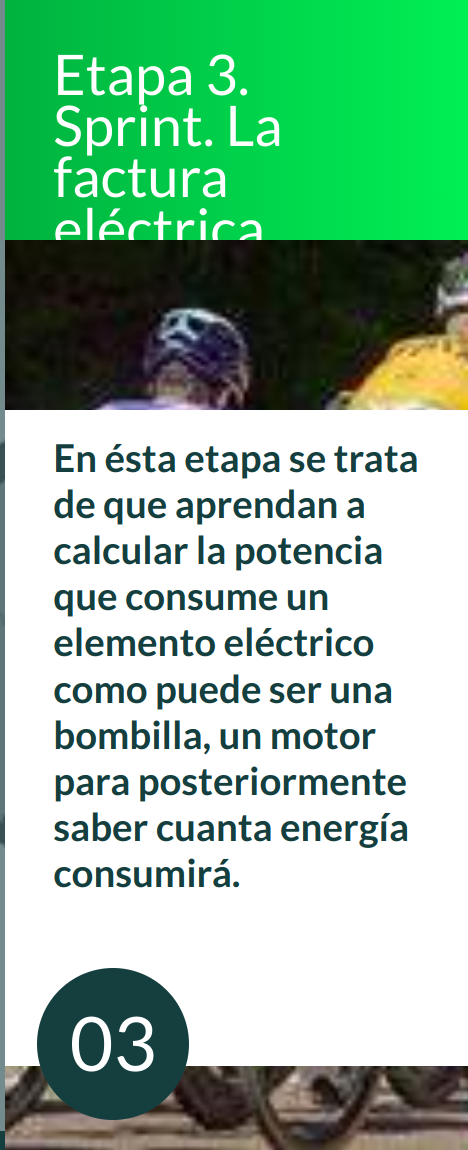 Etapa 3.
Sprint. La
factura
eléctrica
En ésta etapa se trata
de que aprendan a
calcular la potencia
que consume un
elemento eléctrico
como puede ser una
bombilla, un motor
para posteriormente
saber cuanta energía
consumirá.
03